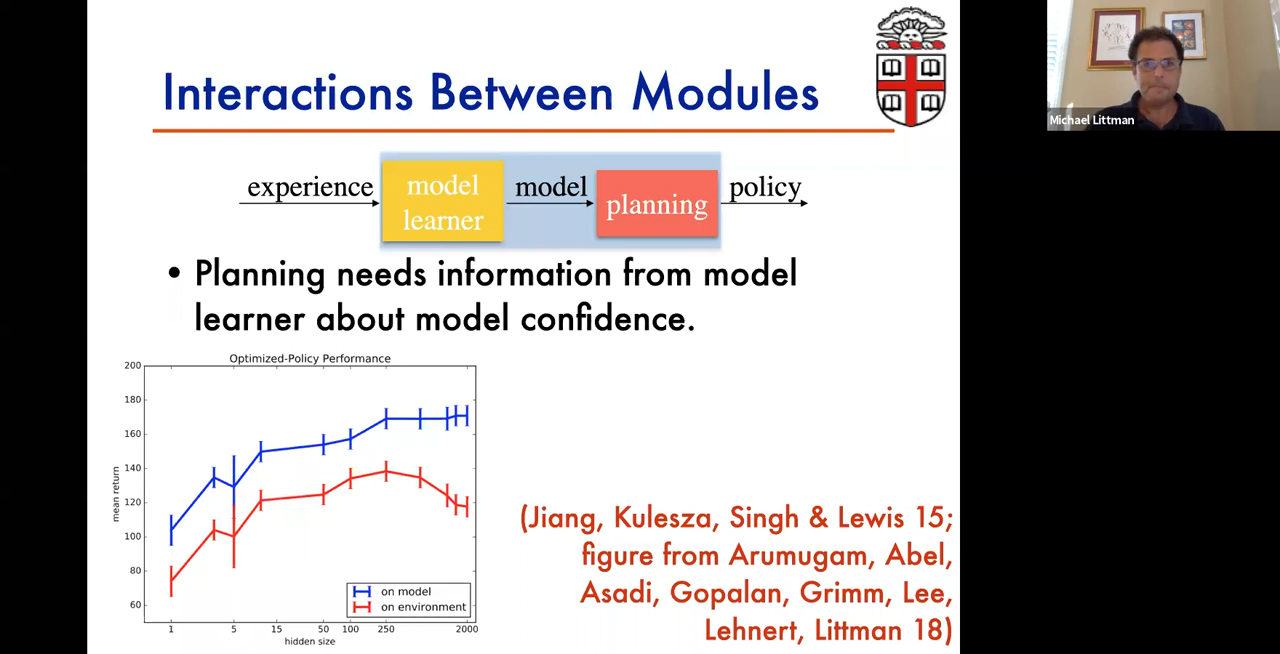 Interactions Between Modules
Michael Littman
experience
model
learner
model
planning
policy
• Planning needs information from model
learner about model confidence.
Optimized-Policy Performance
200
180
160
140
120
100
80
60
mean return
1
5
15
50
100
250
2000
hidden size
on model
on environment
(Jiang, Kulesza, Singh & Lewis 15;
figure from Arumugam, Abel,
Asadi, Gopalan, Grimm, Lee,
Lehnert, Littman 18)